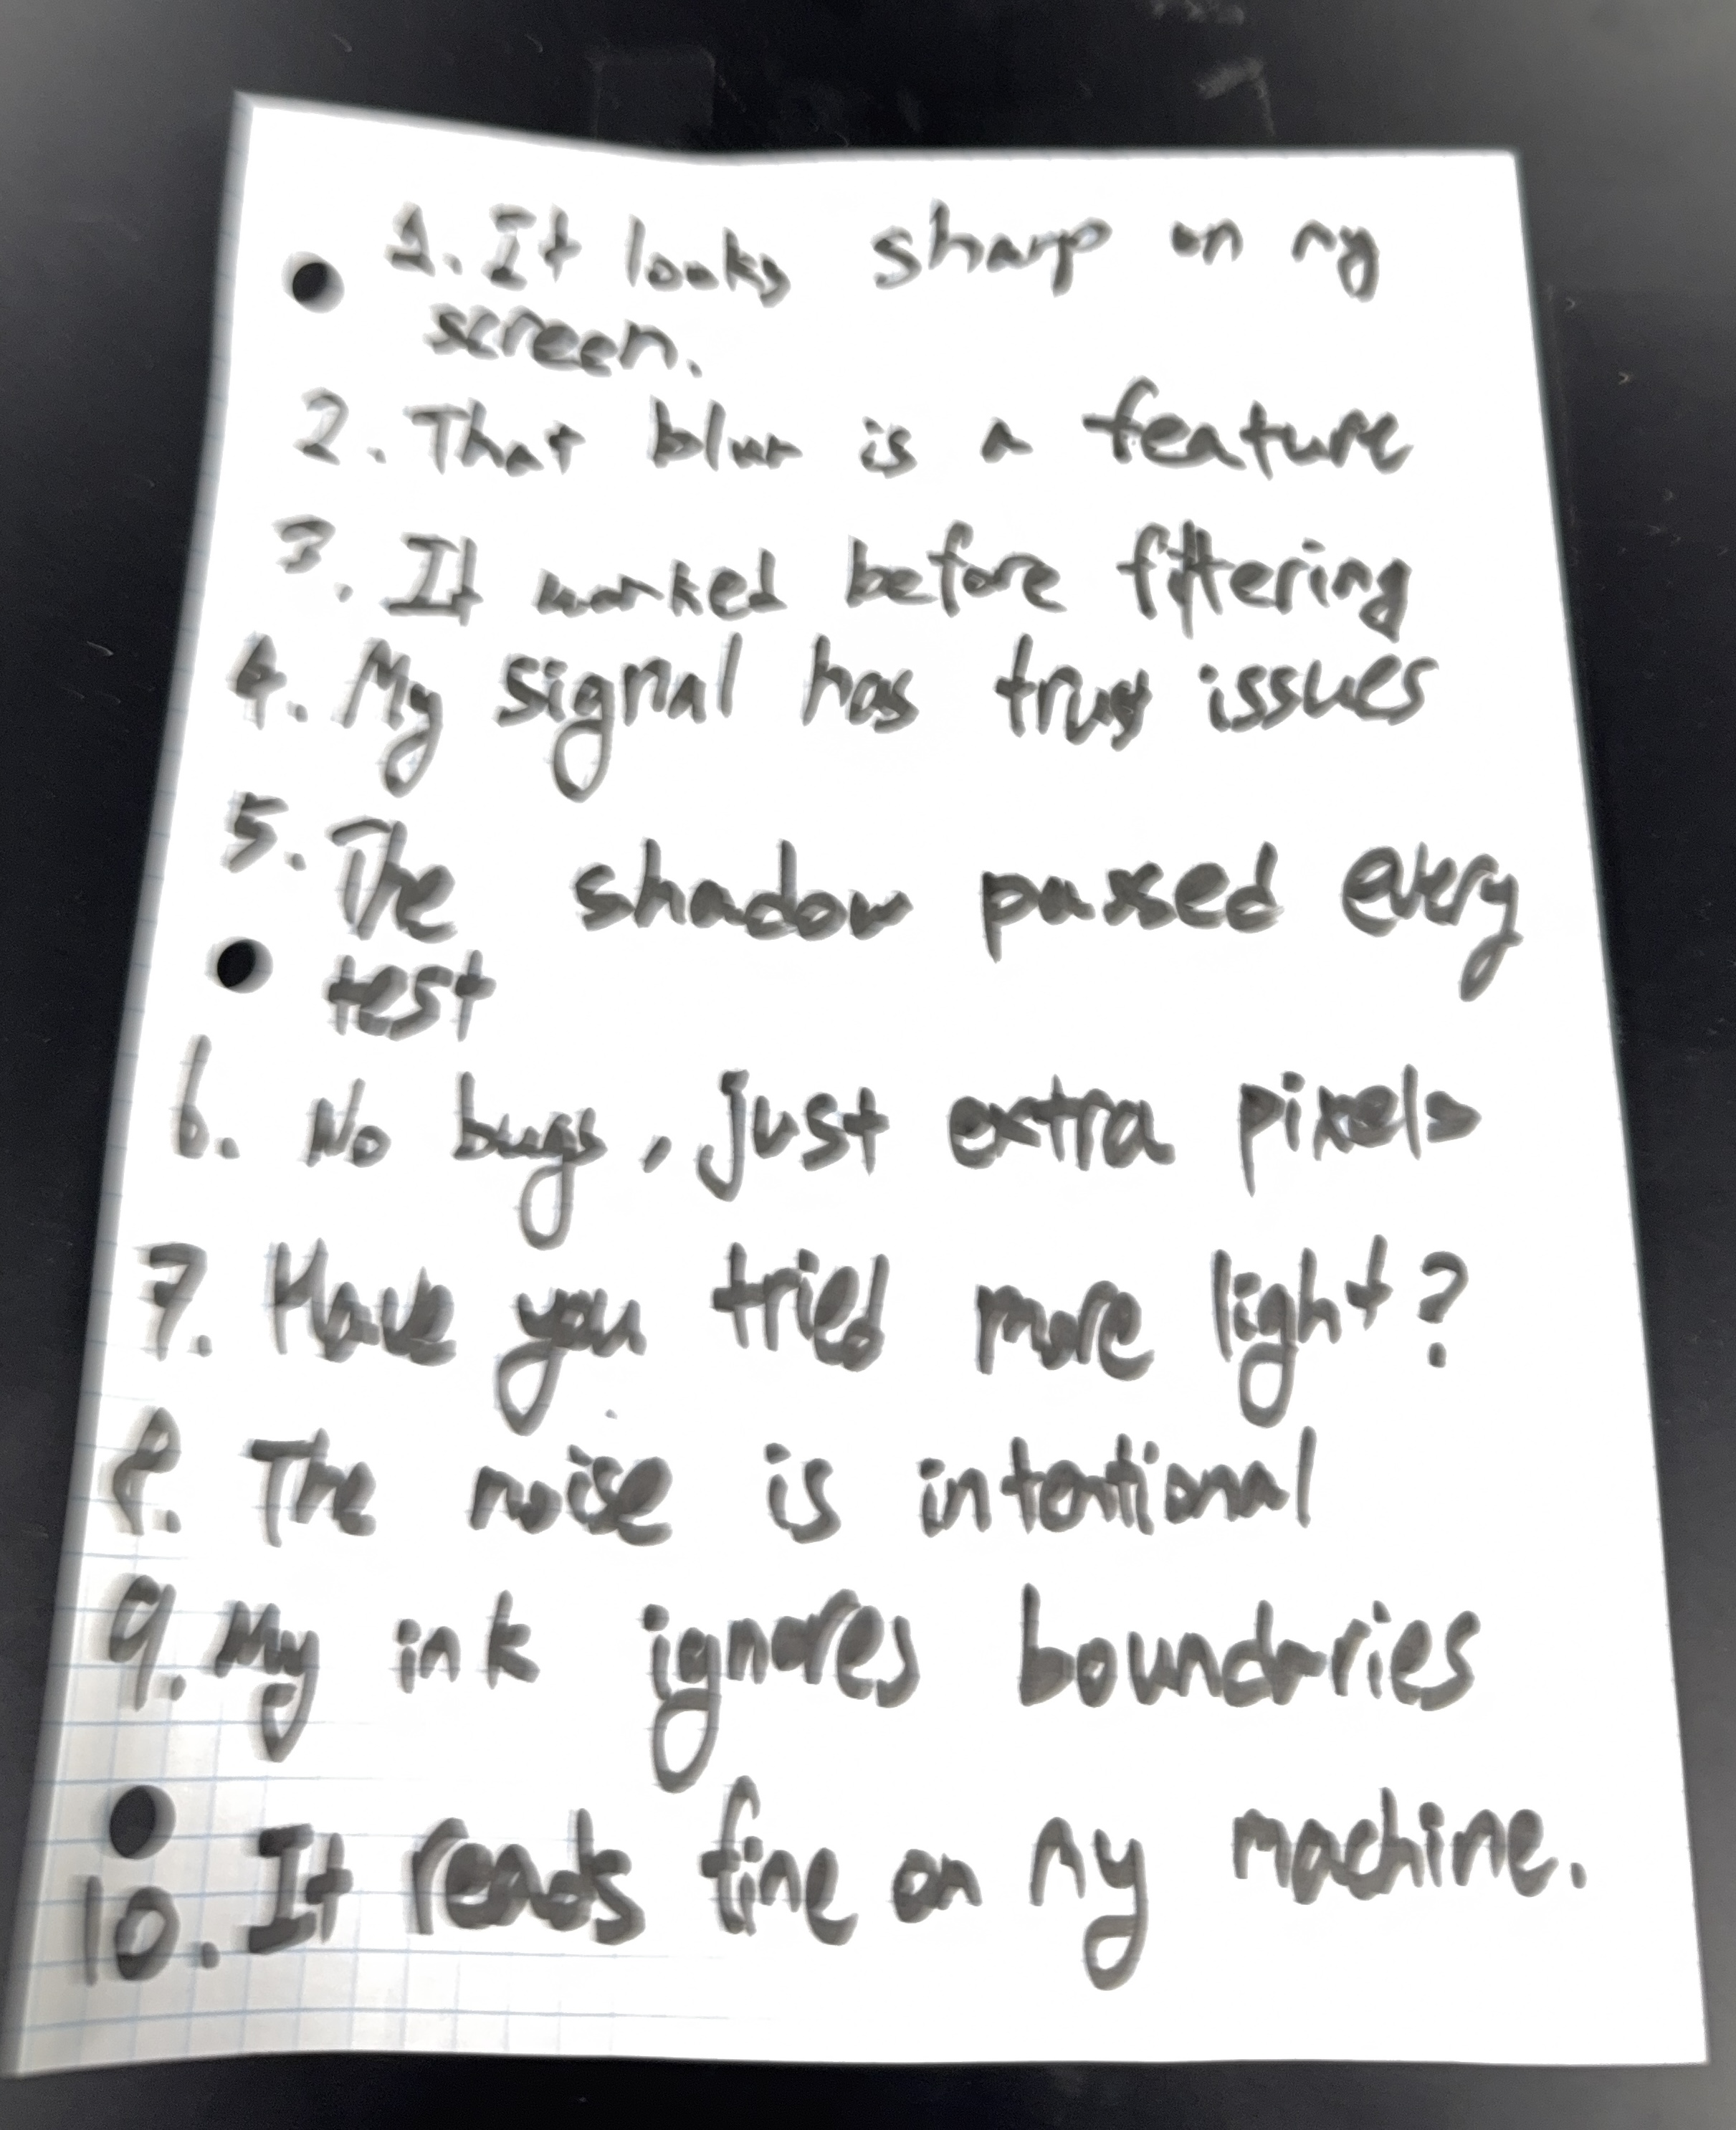 1. It looks sharp on my
screen.
2. That blur is a feature
3. It worked before filtering
4. My signal has trust issues
5. The shadow passed every
test
6. No bugs, just extra pixels
7. Have you tried more light?
8. The noise is intentional
9. My ink ignores boundaries
10. It reads fine on my machine.